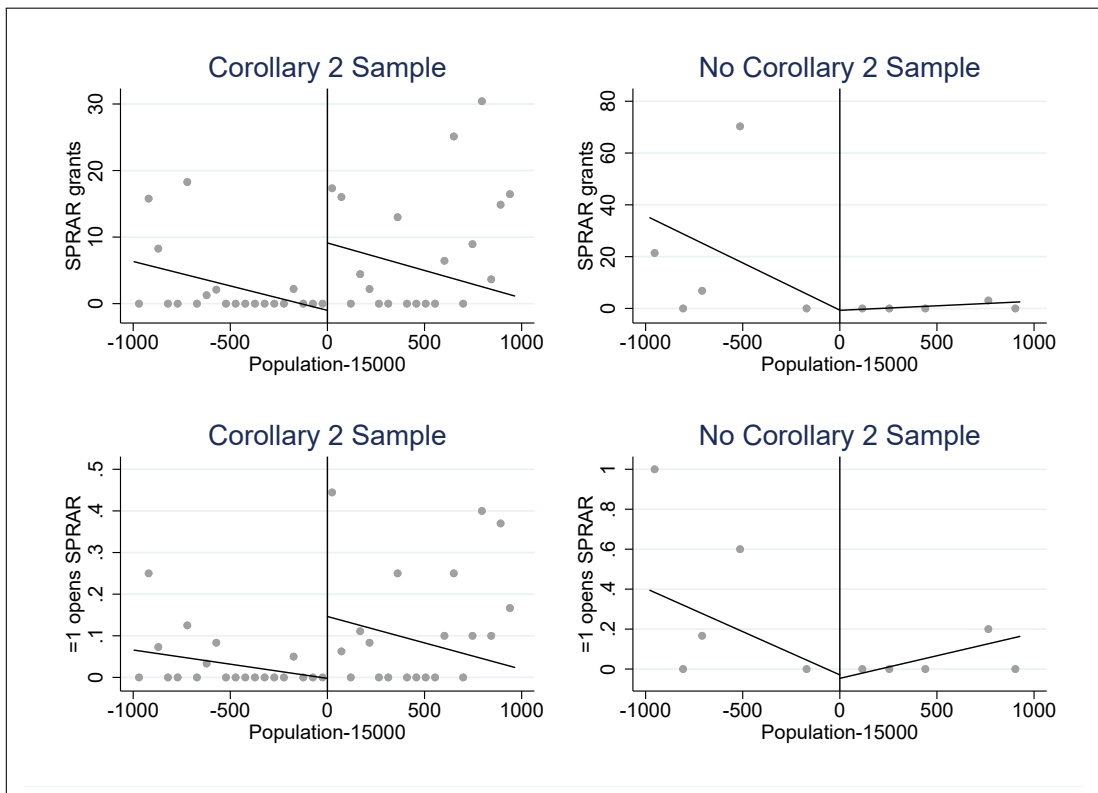 Corollary 2 Sample
SPRAR grants
0 10 20 30
-1000 -500 0 500 1000
Population-15000
No Corollary 2 Sample
SPRAR grants
0 20 40 60 80
-1000 -500 0 500 1000
Population-15000
Corollary 2 Sample
=1 opens SPRAR
0 .1 .2 .3 .4 .5
-1000 -500 0 500 1000
Population-15000
No Corollary 2 Sample
=1 opens SPRAR
0 .2 .4 .6 .8 1
-1000 -500 0 500 1000
Population-15000